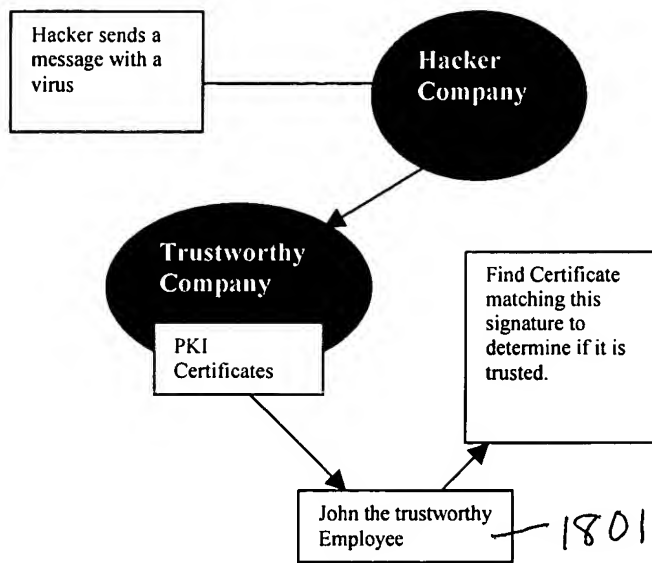 Hacker sends a
message with a
virus
Hacker
Company
Trustworthy
Company
PKI
Certificates
Find Certificate
matching this
signature to
determine if it is
trusted.
John the trustworthy
Employee
1801